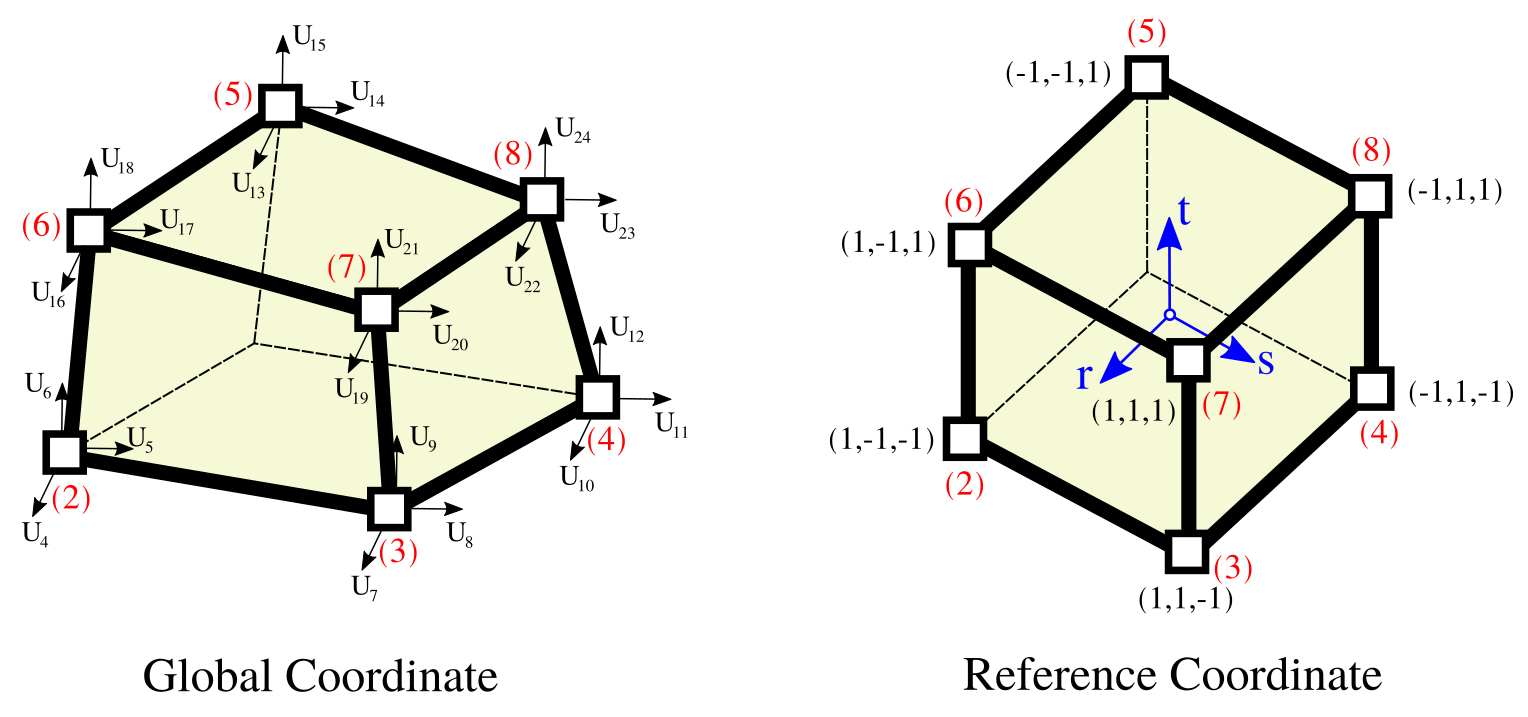 U15
(5)
U14
U24
(8)
U18
U13
(6)
U17
U23
U21
(7)
U22
U16
U20
U12
U6
U19
U5
U9
U11
(4)
U10
(2)
U4
U8
(3)
U7
Global Coordinate
(5)
(-1,-1,1)
(8)
(-1,1,1)
(6)
t
(1,-1,1)
s
r
(-1,1,-1)
(1,1,1)
(7)
(4)
(1,-1,-1)
(2)
(3)
(1,1,-1)
Reference Coordinate